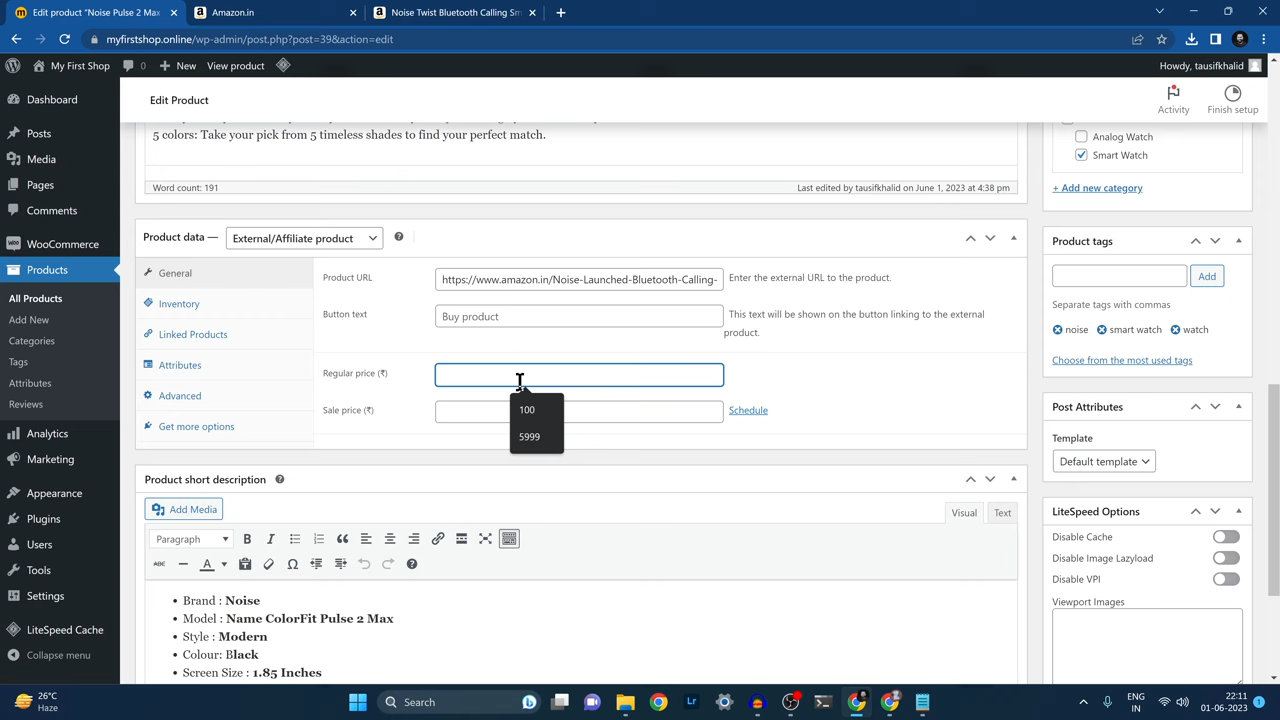 Edit product "Noise Pulse 2 Max
Amazon.in
Noise Twist Bluetooth Calling Sm
myfirstshop.online/wp-admin/post.php?post=39&action=edit
My First Shop
0
New
View product
Howdy, tausifkhalid
Edit Product
Activity
Finish setup
Dashboard
Posts
Media
Pages
Comments
WooCommerce
Products
All Products
Add New
Categories
Tags
Attributes
Reviews
Analytics
Marketing
Appearance
Plugins
Users
Tools
Settings
LiteSpeed Cache
Collapse menu
5 colors: Take your pick from 5 timeless shades to find your perfect match.
Word count: 191
Last edited by tausifkhalid on June 1, 2023 at 4:38 pm
Product data —
External/Affiliate product
General
Inventory
Linked Products
Attributes
Advanced
Get more options
Product URL
https://www.amazon.in/Noise-Launched-Bluetooth-Calling-
Enter the external URL to the product.
Button text
Buy product
This text will be shown on the button linking to the external
product.
Regular price (₹)
Sale price (₹)
Schedule
100
5999
Product short description
Add Media
Visual
Text
Paragraph
B
I
ABC
A
• Brand : Noise
• Model : Name ColorFit Pulse 2 Max
• Style : Modern
• Colour: Black
• Screen Size : 1.85 Inches
Analog Watch
Smart Watch
+ Add new category
Product tags
Add
Separate tags with commas
noise
smart watch
watch
Choose from the most used tags
Post Attributes
Template
Default template
LiteSpeed Options
Disable Cache
Disable Image Lazyload
Disable VPI
Viewport Images
26°C
Haze
Search
Lr
ENG
IN
22:11
01-06-2023
1